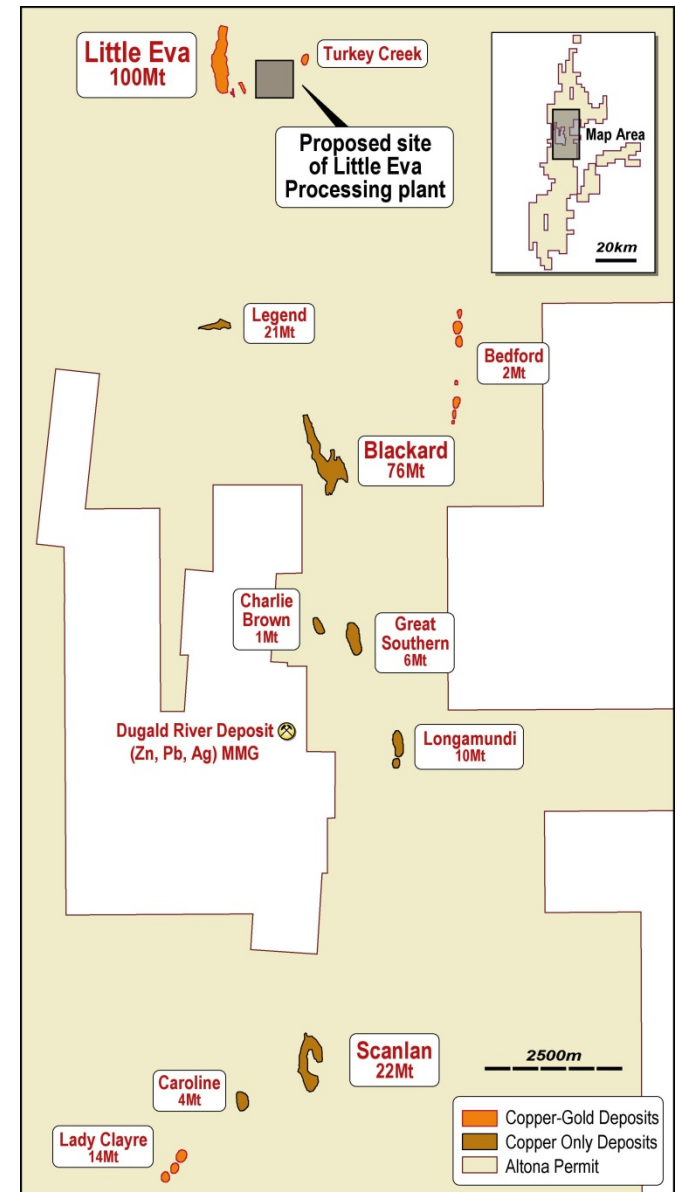 Little Eva
100Mt
Turkey Creek
Proposed site
of Little Eva
Processing plant
Map Area
20km
Legend
21Mt
Bedford
2Mt
Blackard
76Mt
Charlie
Brown
1Mt
Great
Southern
6Mt
Dugald River Deposit
(Zn, Pb, Ag) MMG
Longamundi
10Mt
Scanlan
22Mt
2500m
Caroline
4Mt
Lady Clayre
14Mt
Copper-Gold Deposits
Copper Only Deposits
Altona Permit